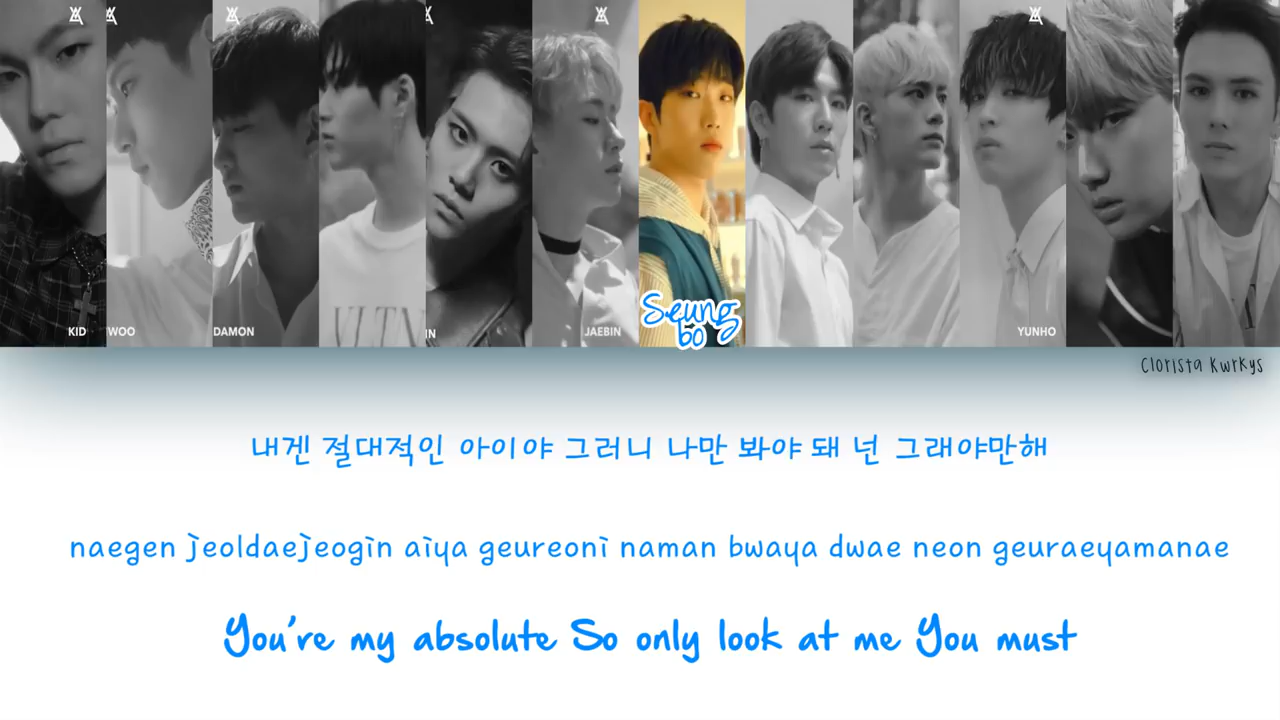 KID
WOO
DAMON
VLTN
IN
JAEBIN
Seung
bo
YUNHO
Clorista Kwrkys
내겐 절대적인 아이야 그러니 나만 봐야 돼 넌 그래야만해
naegen jeoldaejeogin aiya geureoni naman bwaya dwae neon geuraeyamanae
You're my absolute So only look at me You must